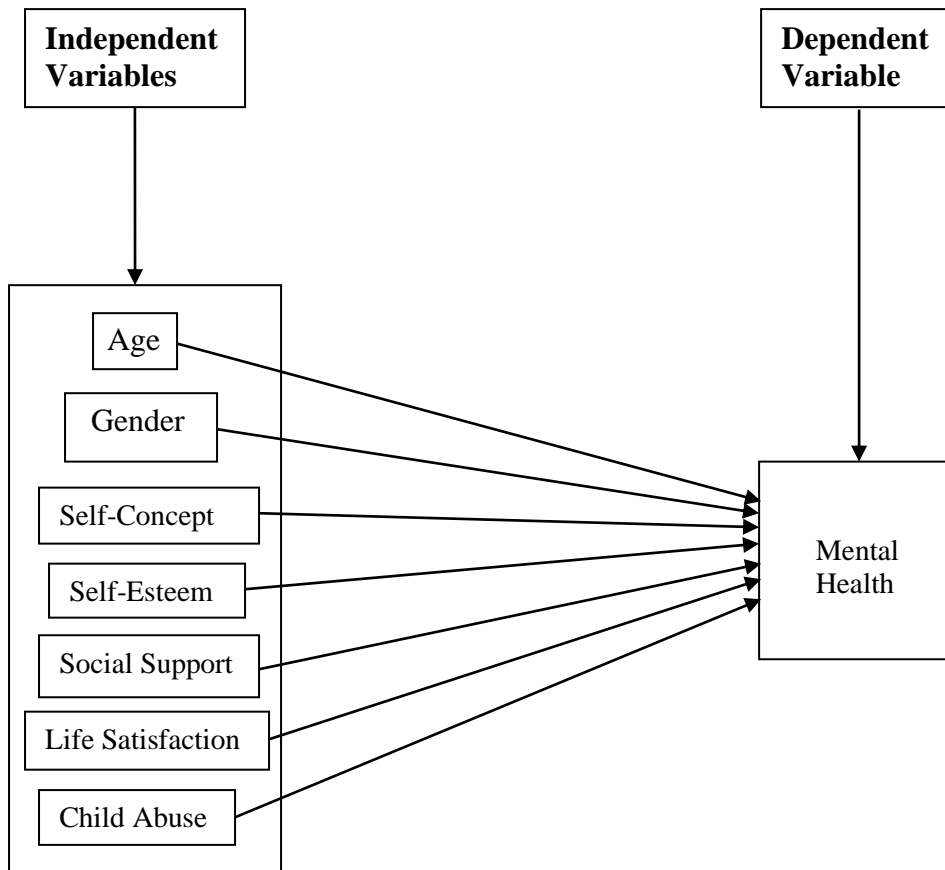 Independent
Variables
Dependent
Variable
Age
Gender
Self-Concept
Self-Esteem
Social Support
Life Satisfaction
Child Abuse
Mental
Health